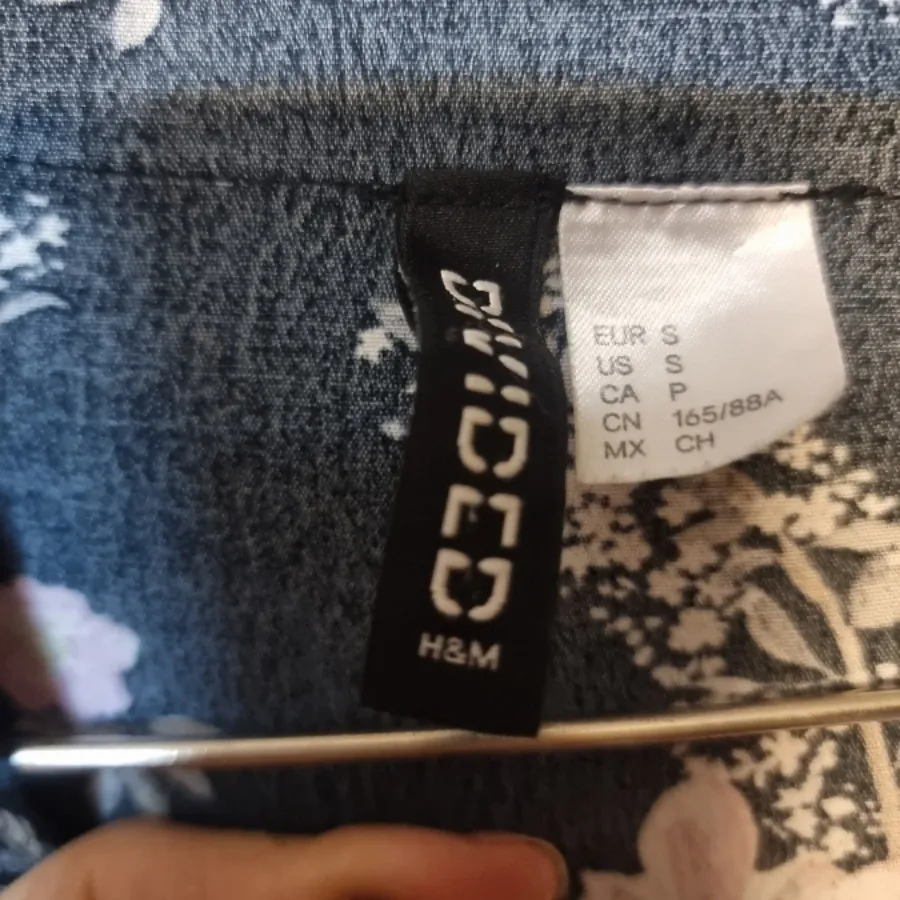 DIVIDED
H&M
EUR S
US S
CA P
CN 165/88A
MX CH